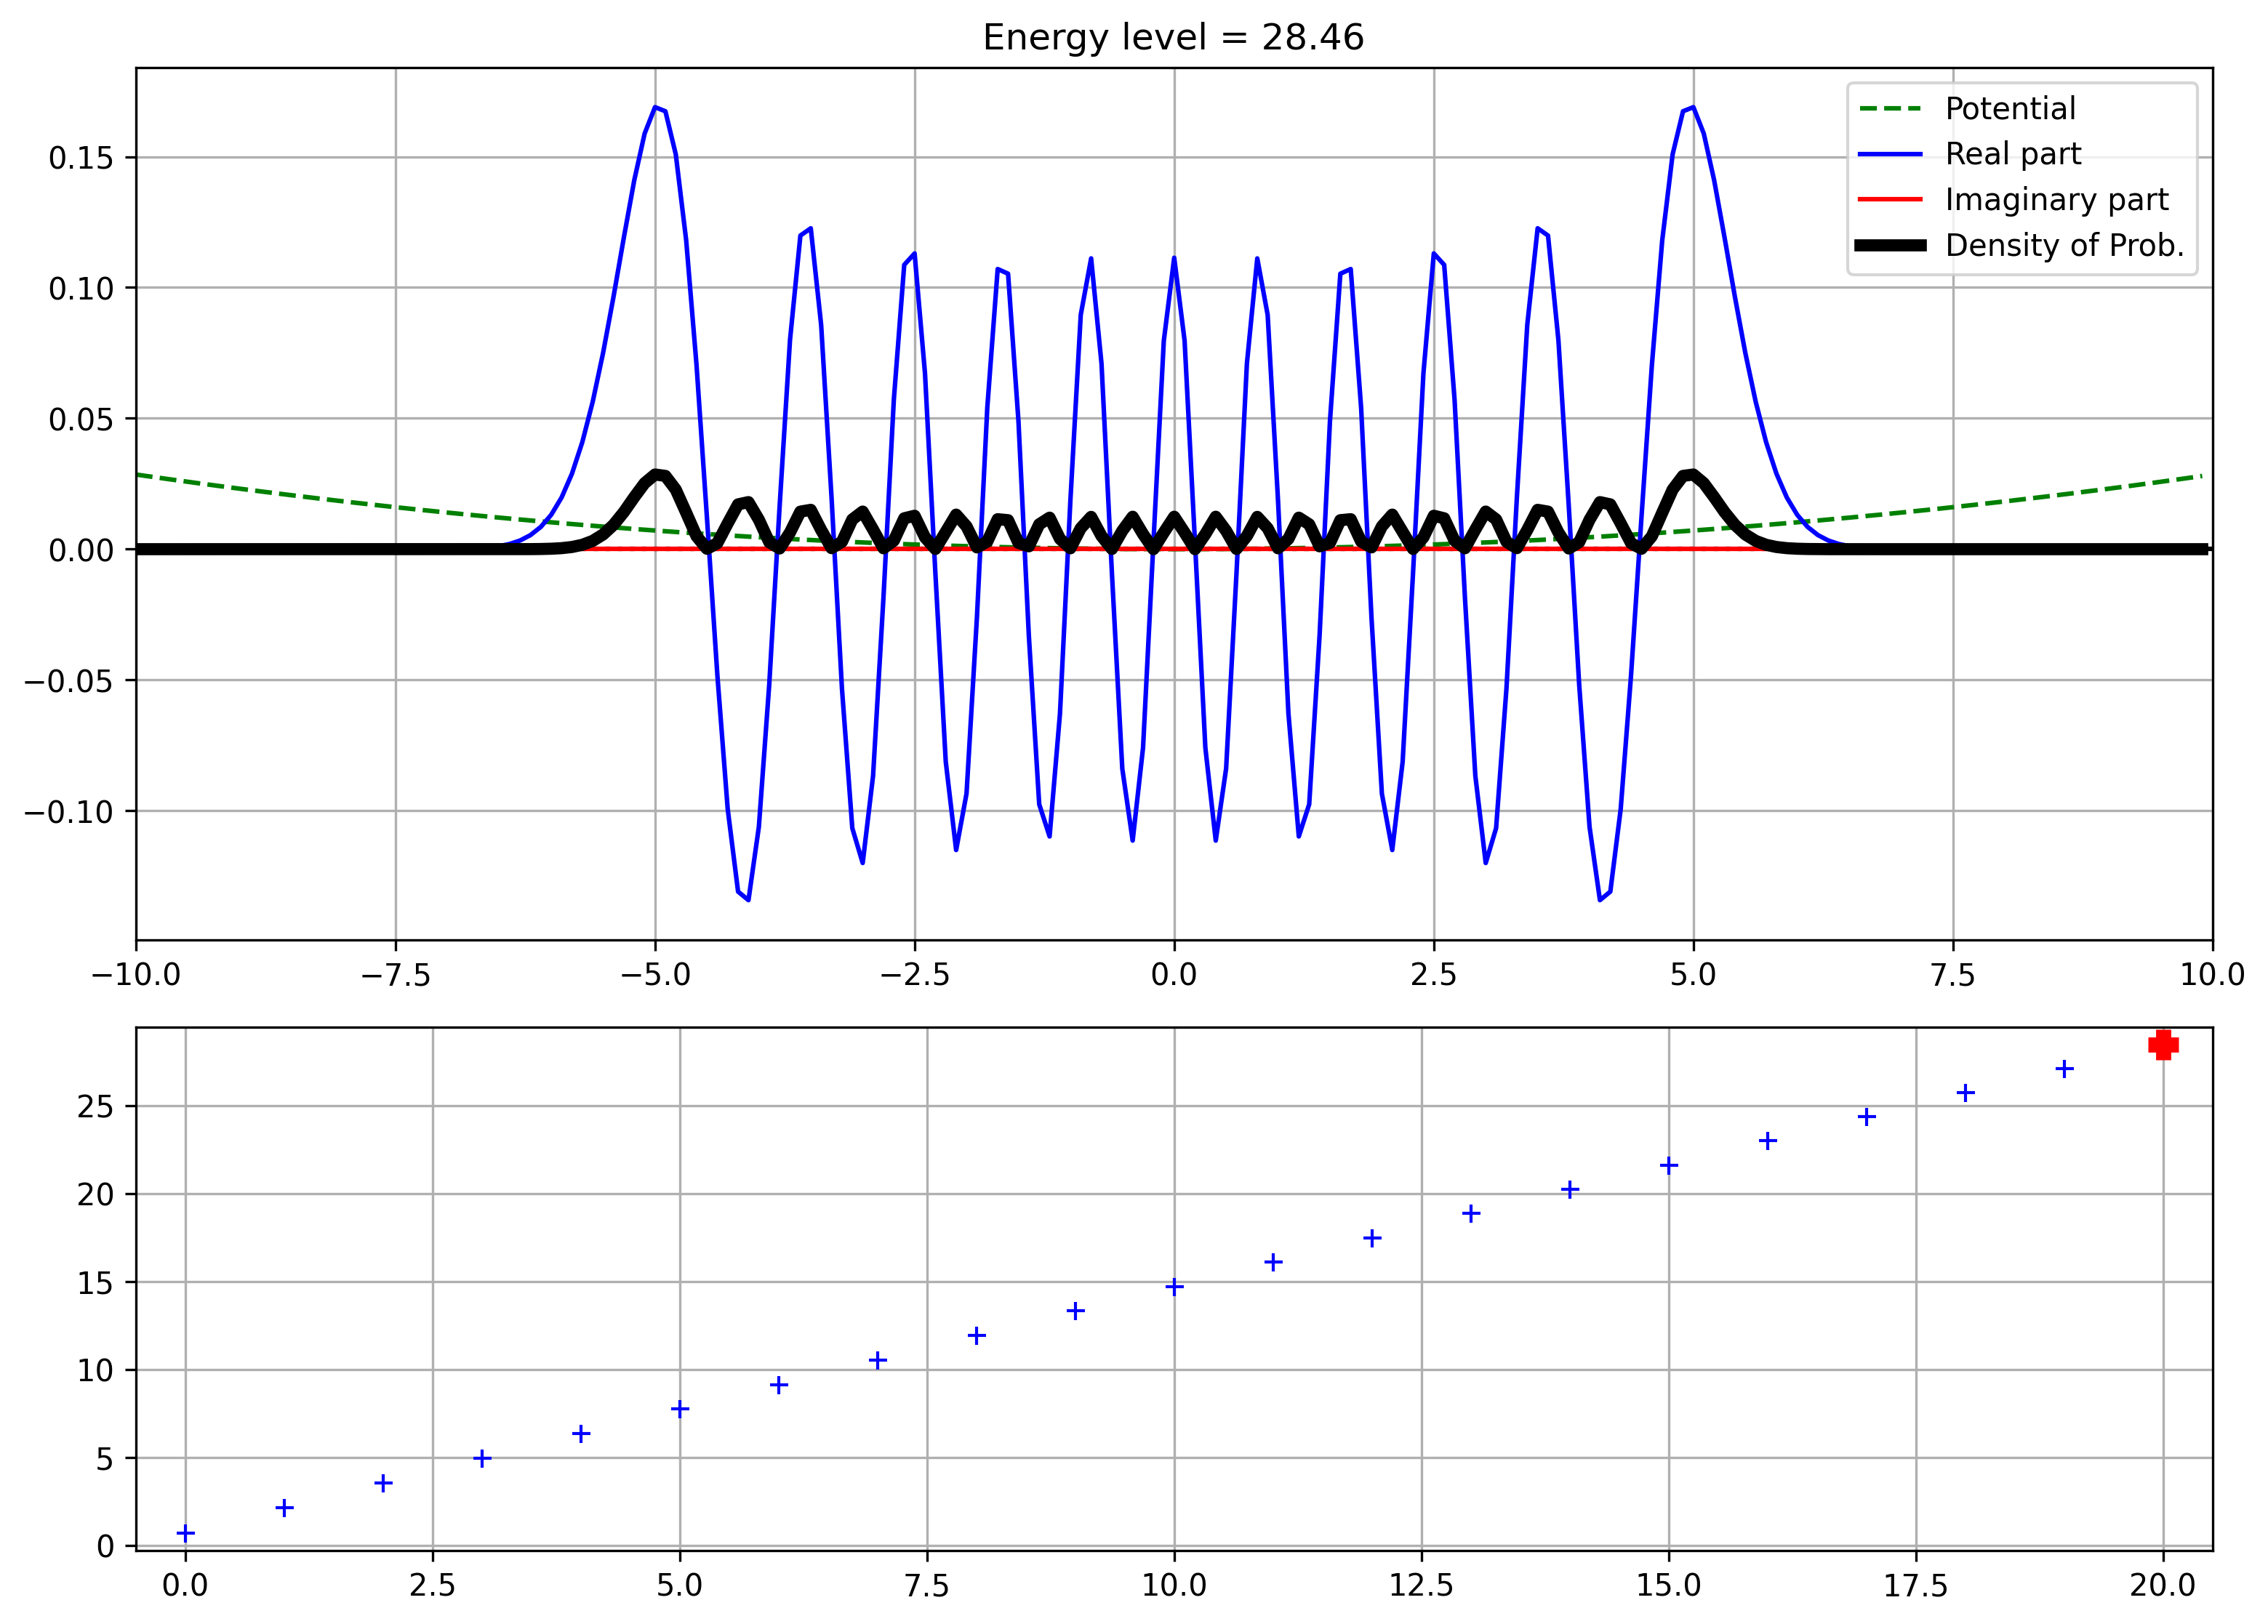 Energy level = 28.46
Potential
Real part
Imaginary part
Density of Prob.
0.15
0.10
0.05
0.00
−0.05
−0.10
−10.0 −7.5 −5.0 −2.5 0.0 2.5 5.0 7.5 10.0
25
20
15
10
5
0
0.0 2.5 5.0 7.5 10.0 12.5 15.0 17.5 20.0